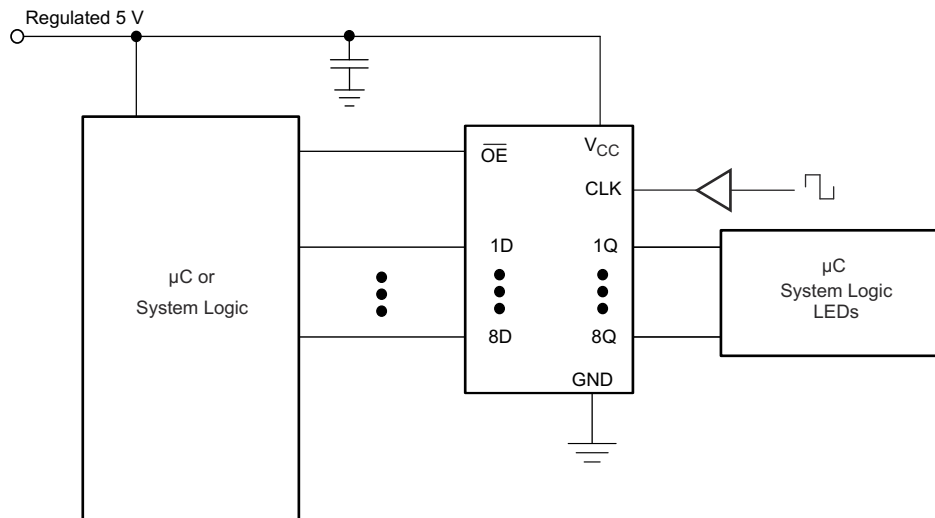 Regulated 5 V
OE
VCC
CLK
1D
1Q
8D
8Q
GND
µC or
System Logic
µC
System Logic
LEDs